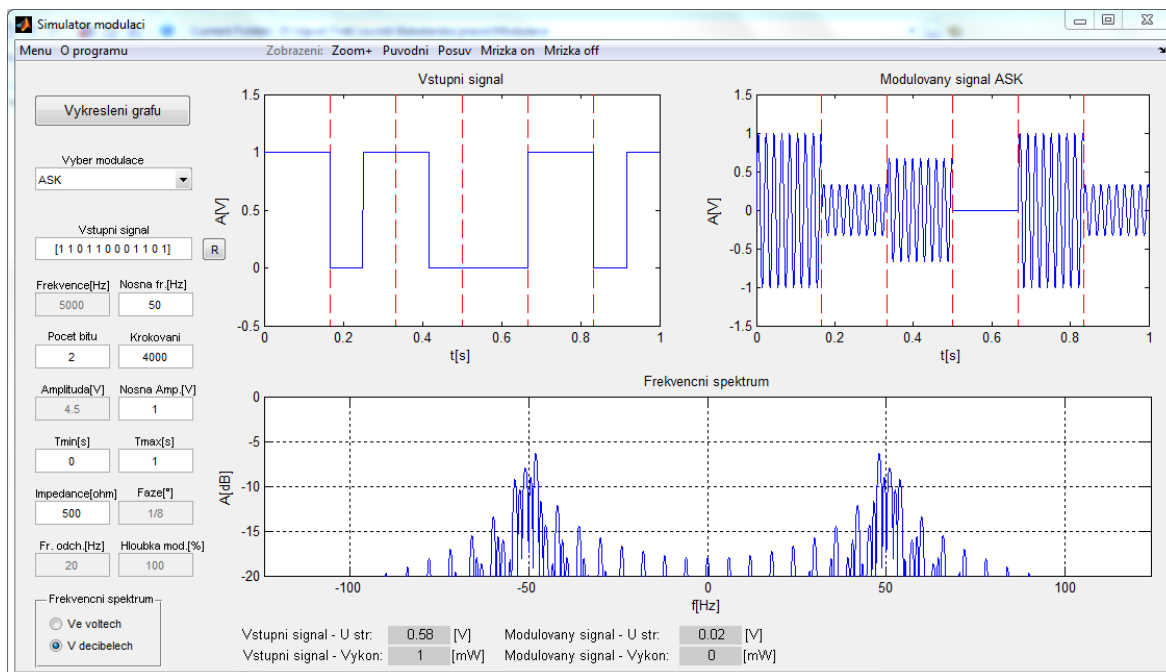 Simulator modulaci
Menu O programu Zobrazeni: Zoom+ Puvodni Posuv Mrizka on Mrizka off
Vykresleni grafu
Vyber modulace
ASK
Vstupni signal
[1 1 0 1 1 0 0 0 1 1 0 1] R
Frekvence[Hz] Nosna fr.[Hz]
5000 50
Pocet bitu Krokovani
2 4000
Amplituda[V] Nosna Amp.[V]
4.5 1
Tmin[s] Tmax[s]
0 1
Impedance[ohm] Faze[°]
500 1/8
Fr. odch.[Hz] Hloubka mod.[%]
20 100
Frekvencni spektrum
Ve voltech
V decibelech
Vstupni signal
A[V]
1.5
1
0.5
0
-0.5
0 0.2 0.4 0.6 0.8 1
t[s]
Modulovany signal ASK
A[V]
1.5
1
0.5
0
-0.5
-1
-1.5
0 0.2 0.4 0.6 0.8 1
t[s]
Frekvencni spektrum
A[dB]
0
-5
-10
-15
-20
-100 -50 0 50 100
f[Hz]
Vstupni signal - U str: 0.58 [V] Modulovany signal - U str: 0.02 [V]
Vstupni signal - Vykon: 1 [mW] Modulovany signal - Vykon: 0 [mW]